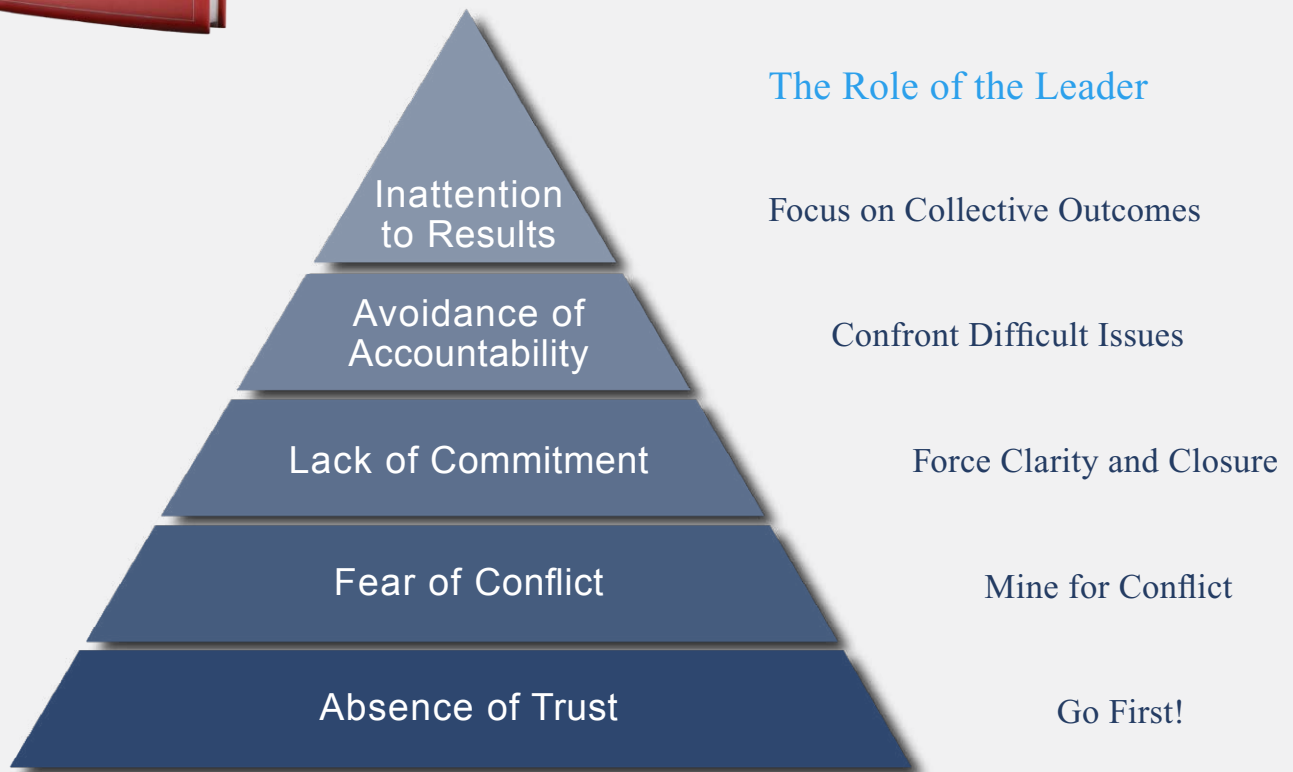 The Role of the Leader
Inattention
to Results
Focus on Collective Outcomes
Avoidance of
Accountability
Confront Difficult Issues
Lack of Commitment
Force Clarity and Closure
Fear of Conflict
Mine for Conflict
Absence of Trust
Go First!